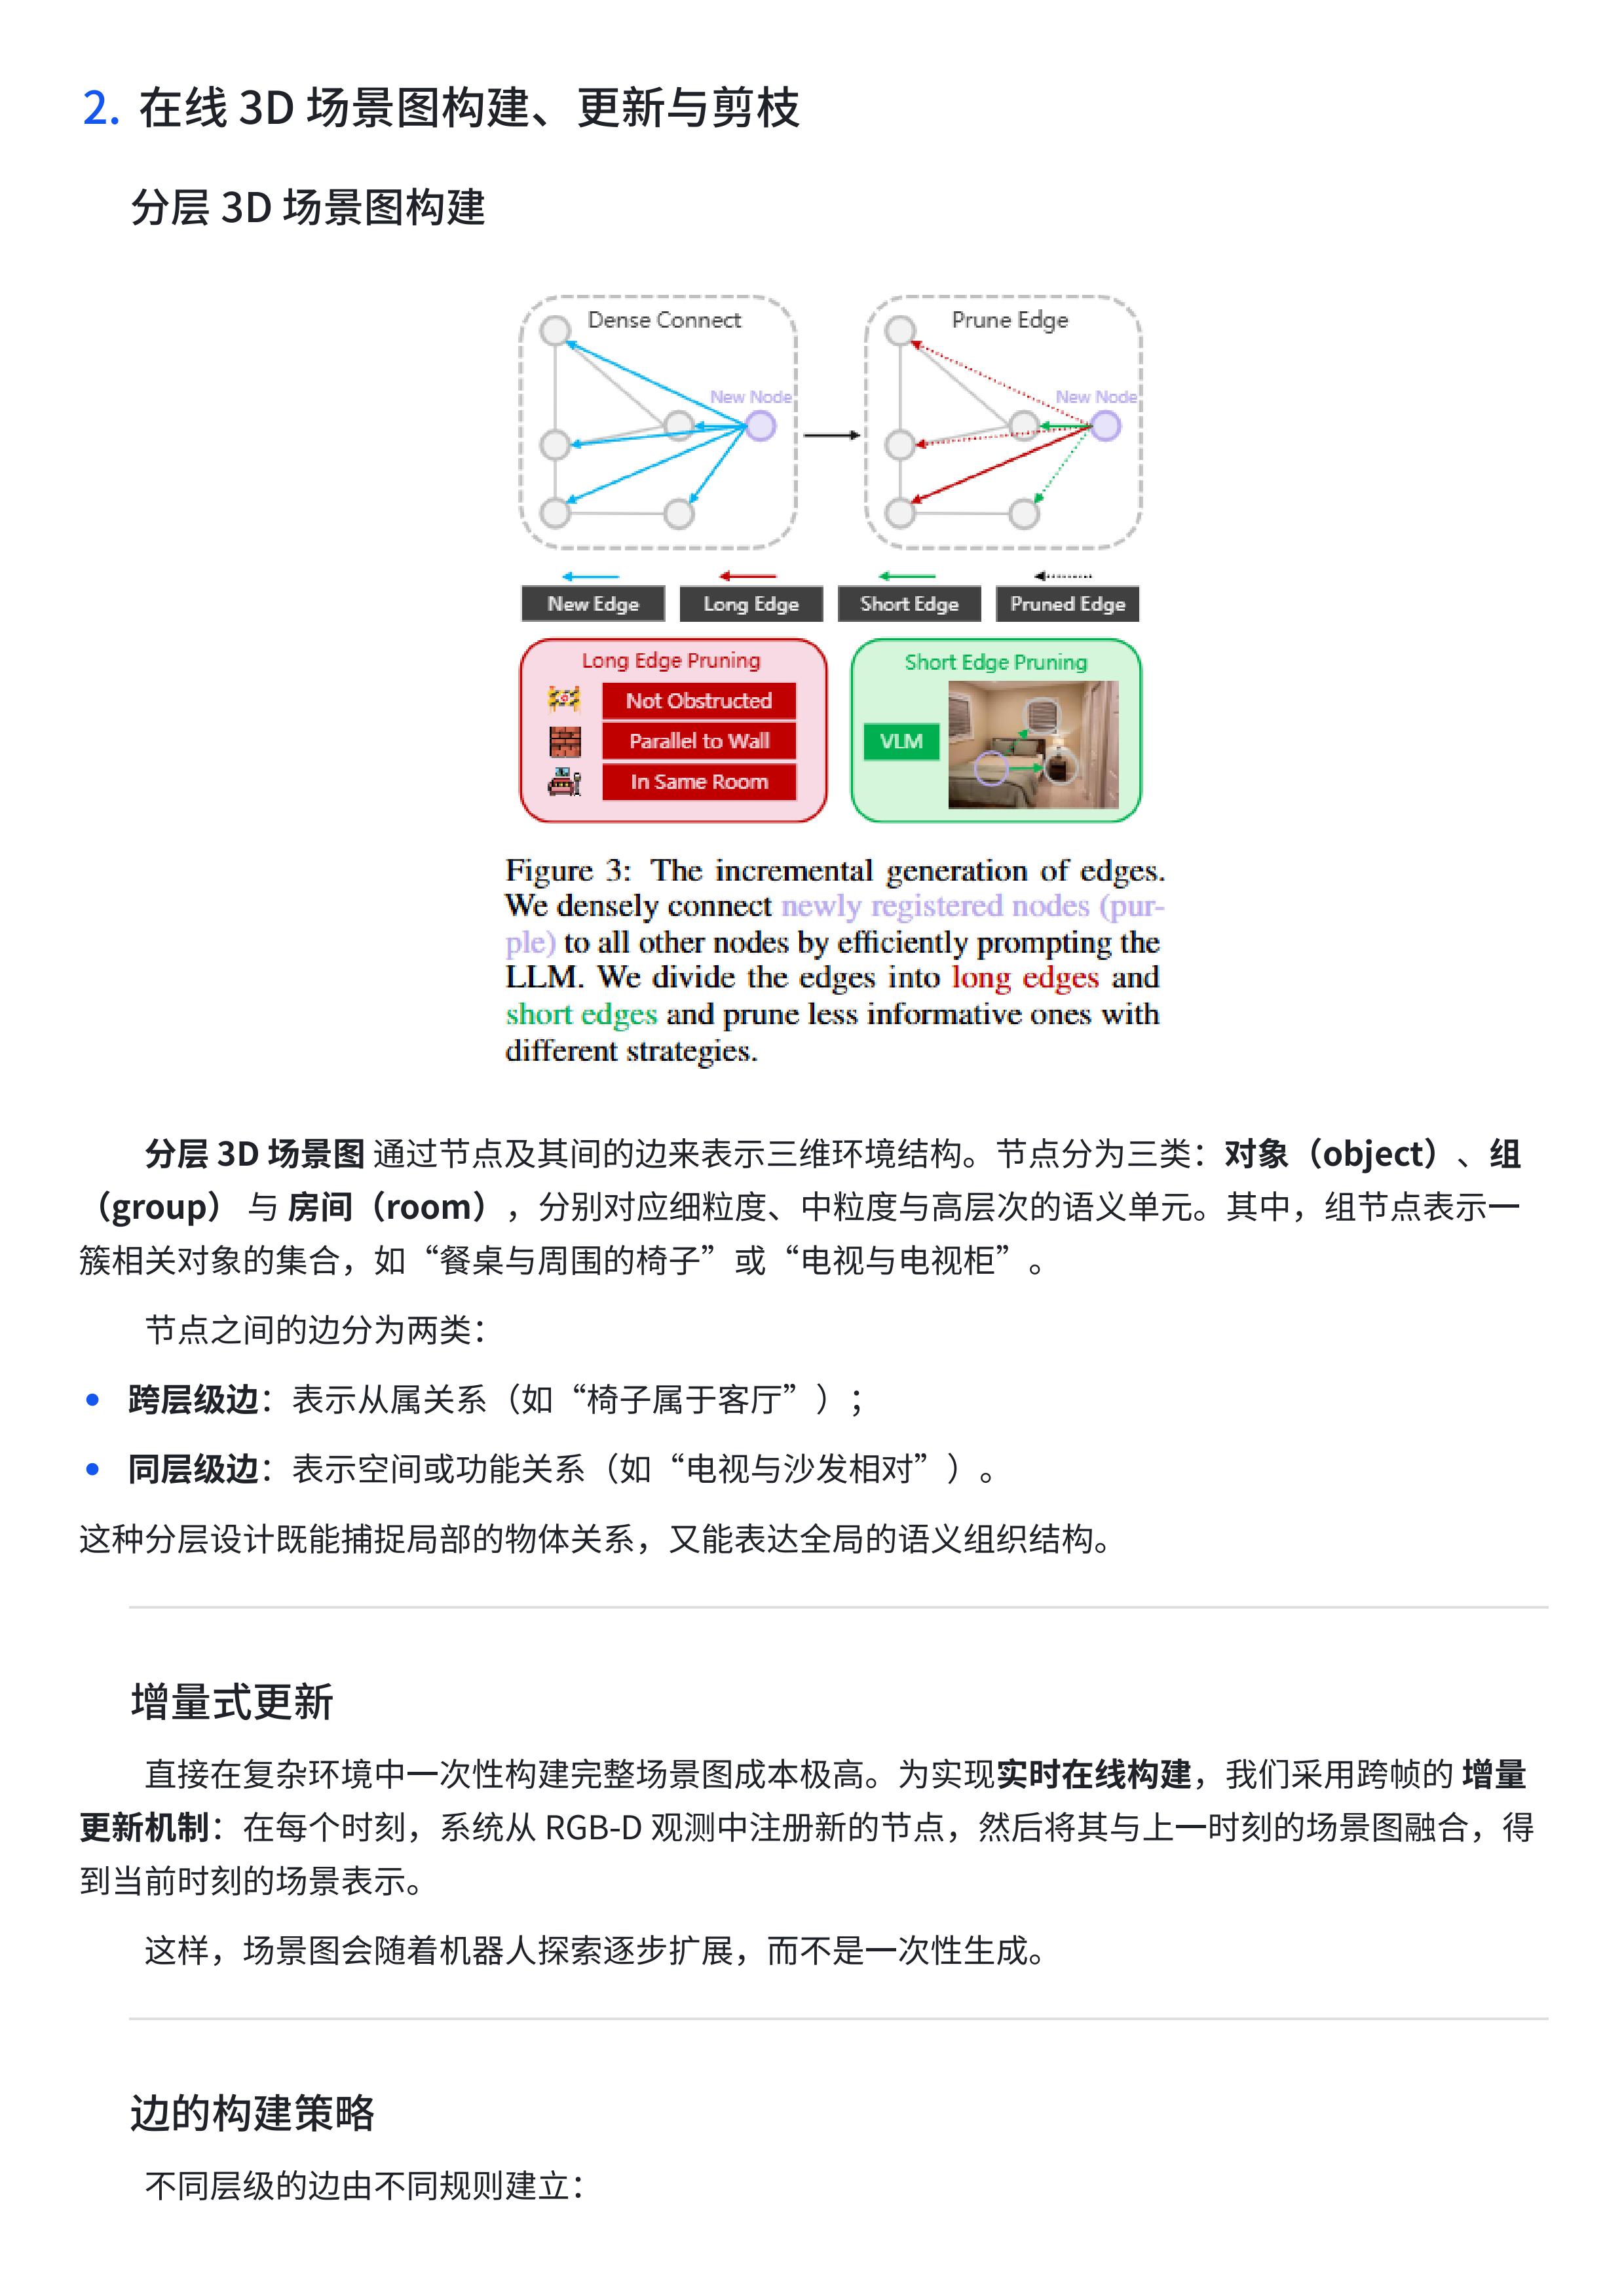 2. 在线 3D 场景图构建、更新与剪枝
分层 3D 场景图构建
Dense Connect
New Node
Prune Edge
New Node
New Edge
Long Edge
Short Edge
Pruned Edge
Long Edge Pruning
Not Obstructed
Parallel to Wall
In Same Room
Short Edge Pruning
VLM
Figure 3: The incremental generation of edges.
We densely connect newly registered nodes (pur-
ple) to all other nodes by efficiently prompting the
LLM. We divide the edges into long edges and
short edges and prune less informative ones with
different strategies.
分层 3D 场景图 通过节点及其间的边来表示三维环境结构。节点分为三类：对象（object）、组
（group） 与 房间（room），分别对应细粒度、中粒度与高层次的语义单元。其中，组节点表示一
簇相关对象的集合，如“餐桌与周围的椅子”或“电视与电视柜”。
节点之间的边分为两类：
• 跨层级边：表示从属关系（如“椅子属于客厅”）；
• 同层级边：表示空间或功能关系（如“电视与沙发相对”）。
这种分层设计既能捕捉局部的物体关系，又能表达全局的语义组织结构。
增量式更新
直接在复杂环境中一次性构建完整场景图成本极高。为实现实时在线构建，我们采用跨帧的 增量
更新机制：在每个时刻，系统从 RGB-D 观测中注册新的节点，然后将其与上一时刻的场景图融合，得
到当前时刻的场景表示。
这样，场景图会随着机器人探索逐步扩展，而不是一次性生成。
边的构建策略
不同层级的边由不同规则建立：